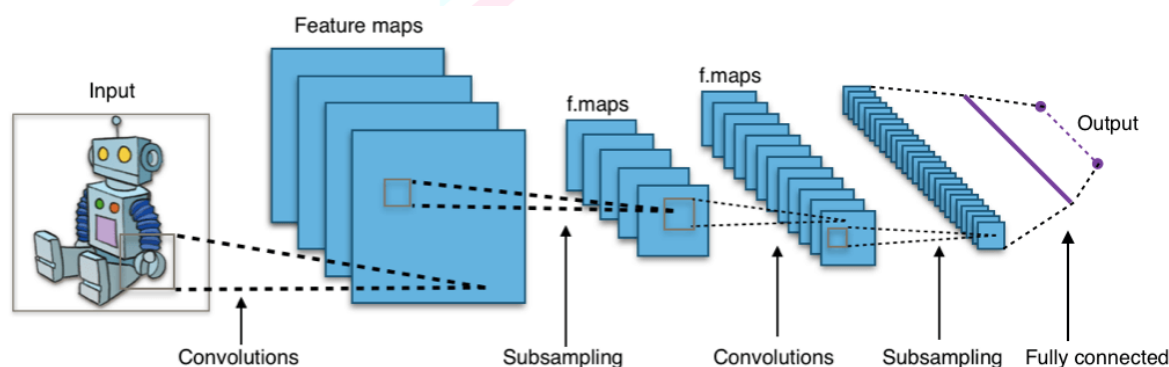 Feature maps
Input
f.maps
f.maps
Output
Convolutions
Subsampling
Convolutions
Subsampling
Fully connected